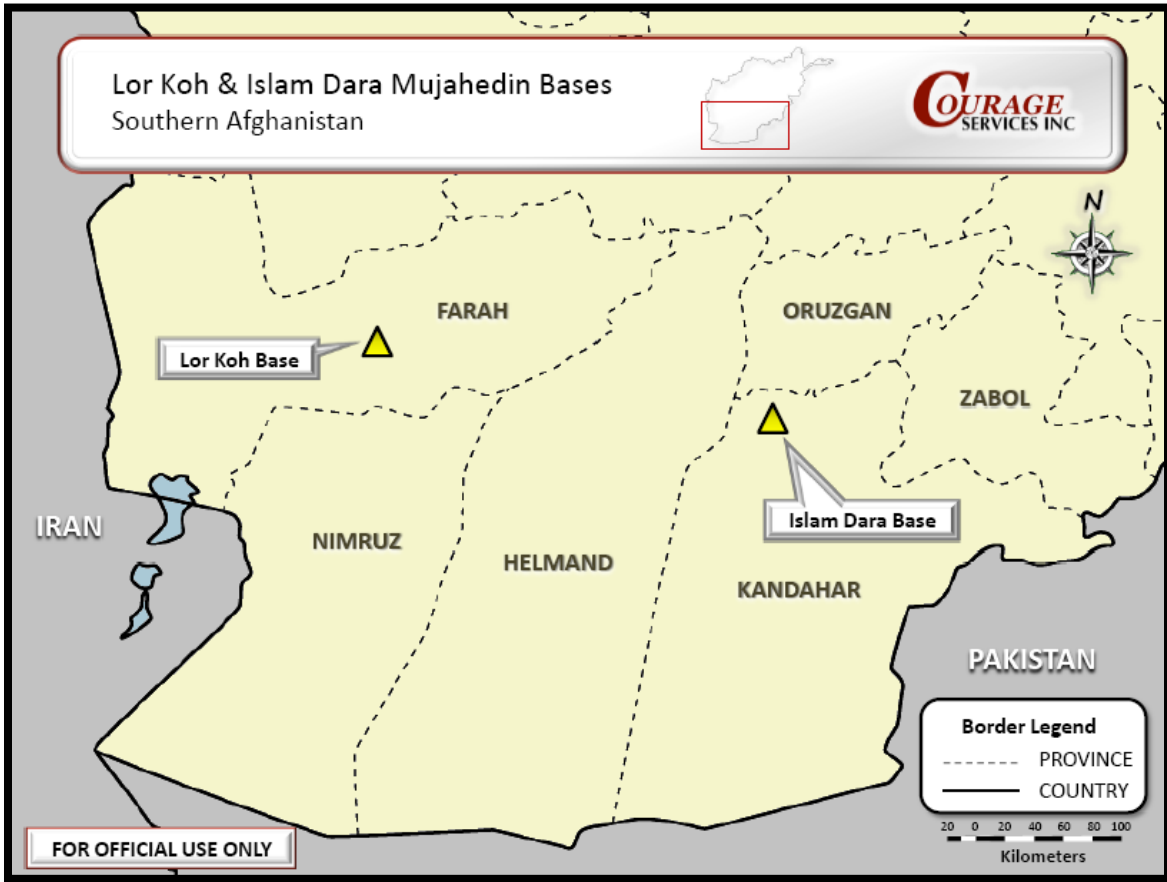 Lor Koh & Islam Dara Mujahedin Bases
Southern Afghanistan
COURAGE
SERVICES INC
N
FARAH
ORUZGAN
Lor Koh Base
ZABOL
Islam Dara Base
IRAN
NIMRUZ
HELMAND
KANDAHAR
PAKISTAN
Border Legend
PROVINCE
COUNTRY
20 0 20 40 60 80 100
Kilometers
FOR OFFICIAL USE ONLY